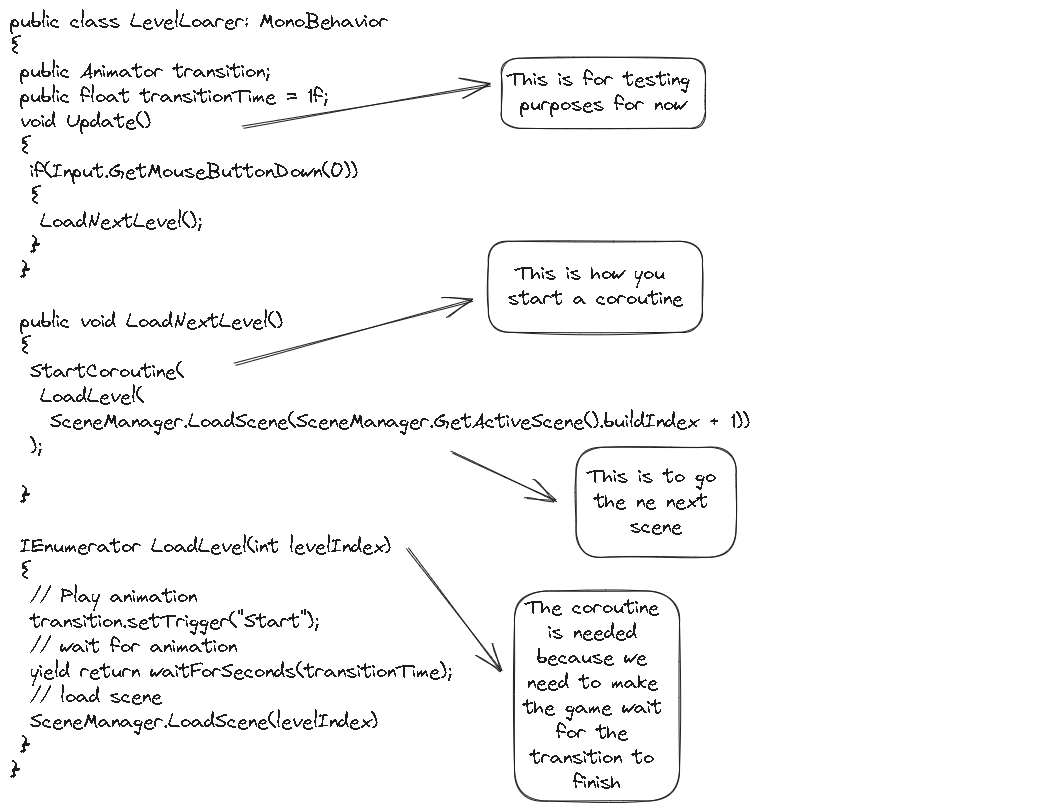 public class LevelLoarer: MonoBehavior
{
public Animator transition;
public float transitionTime = 1f;
void Update()
{
if(Input.GetMouseButtonDown(0))
{
LoadNextLevel();
}
}
This is for testing
purposes for now
This is how you
start a coroutine
public void LoadNextLevel()
{
StartCoroutine(
LoadLevel(
SceneManager.LoadScene(SceneManager.GetActiveScene().buildIndex + 1))
);
}
This is to go
the ne next
scene
IEnumerator LoadLevel(int levelIndex)
{
// Play animation
transition.setTrigger("Start");
// wait for animation
yield return waitForSeconds(transitionTime);
// load scene
SceneManager.LoadScene(levelIndex)
}
}
The coroutine
is needed
because we
need to make
the game wait
for the
transition to
finish